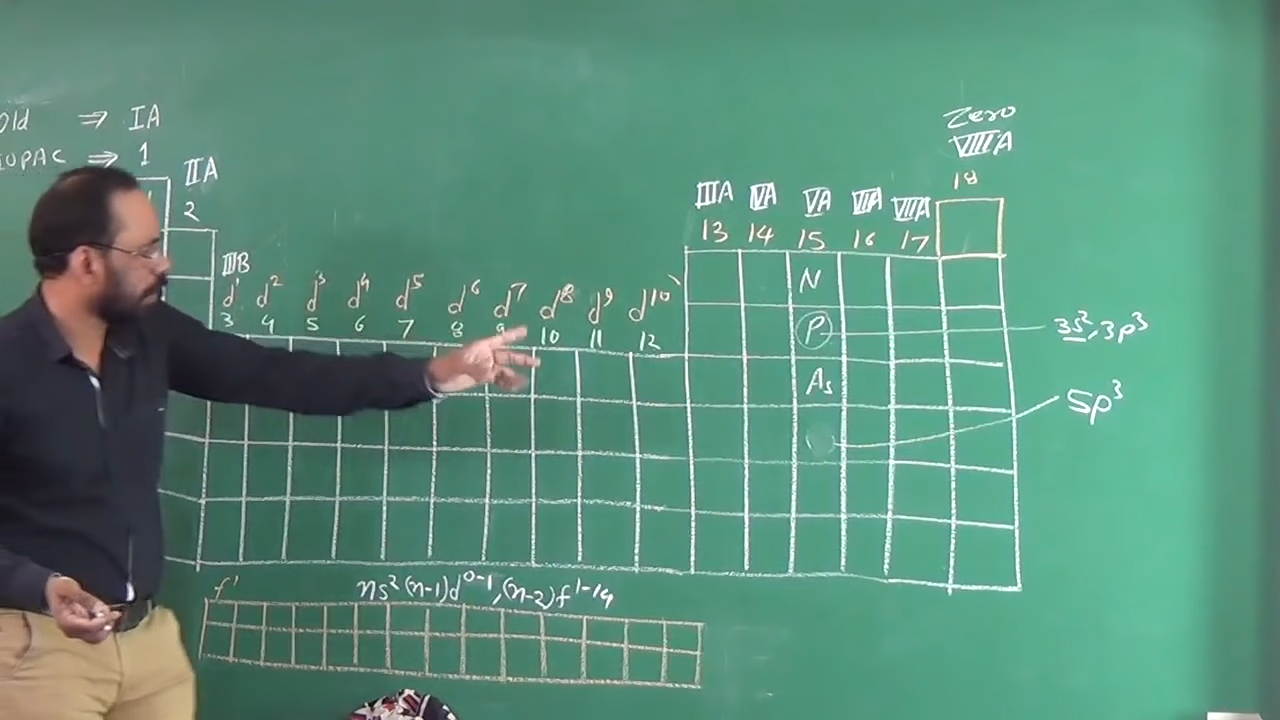 Old ⇒ IA
IUPAC ⇒ 1
IIA
2
Zero
VIIIA
18
IIIA VA VA VIA VIIA
13 14 15 16 17
IIIB
d¹ d² d³ d⁴ d⁵ d⁶ d⁷ d⁸ d⁹ d¹⁰
3 4 5 6 7 8 9 10 11 12
N
P 3s²,3p³
As
5p³
f¹
ns²(n-1)d⁰⁻¹,(n-2)f¹⁻¹⁴